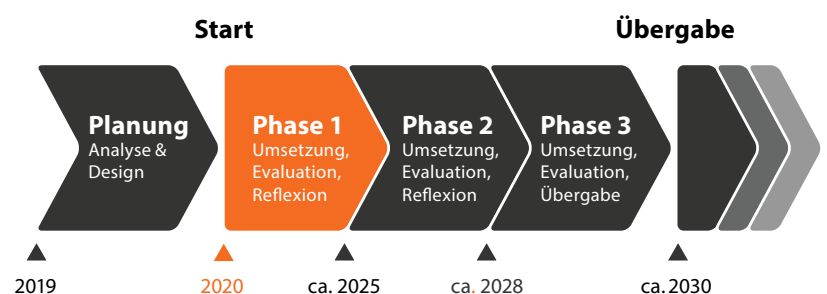 Start
Übergabe
Planung
Analyse &
Design
Phase 1
Umsetzung,
Evaluation,
Reflexion
Phase 2
Umsetzung,
Evaluation,
Reflexion
Phase 3
Umsetzung,
Evaluation,
Übergabe
2019
2020
ca. 2025
ca. 2028
ca. 2030